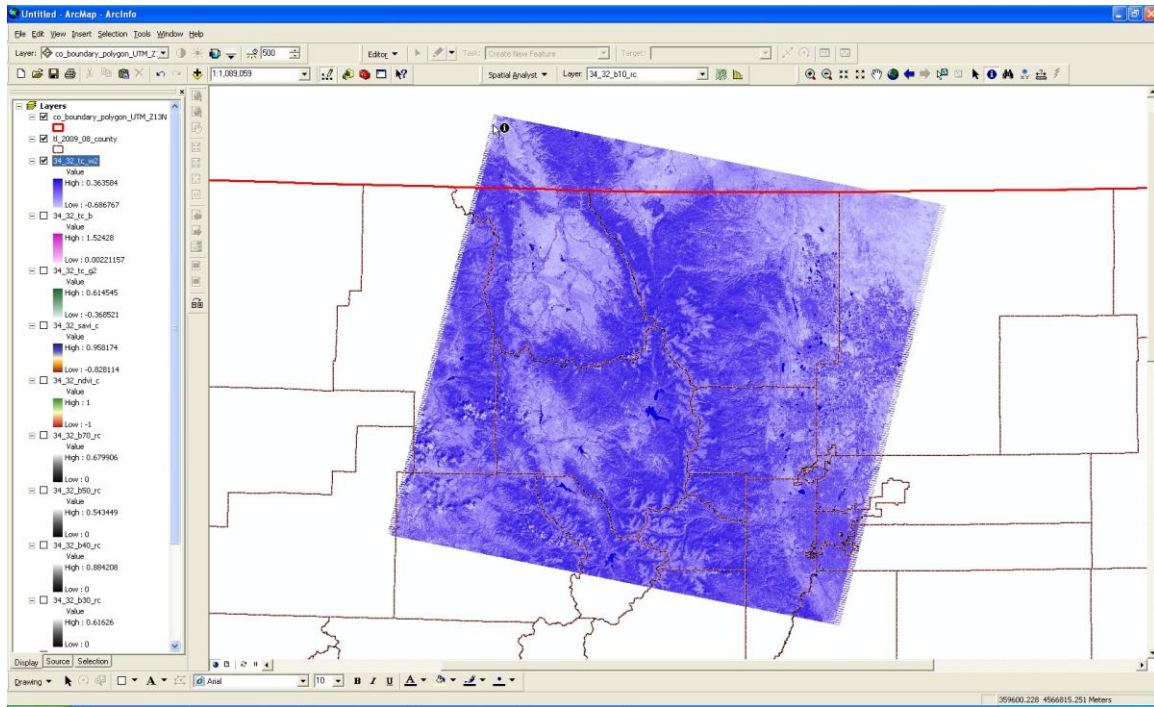 Untitled - ArcMap - ArcInfo
File Edit View Insert Selection Tools Window Help
Layer: co_boundary_polygon_UTM_Z1 500 Editor Task: Create New Feature Target:
1:1,089,059 Spatial Analyst Layer: 34_32_b10_rc
Layers
co_boundary_polygon_UTM_Z13N
tl_2009_08_county
34_32_tc_w2
Value
High : 0.363584
Low : -0.686767
34_32_tc_b
Value
High : 1.52428
Low : 0.00221157
34_32_tc_g2
Value
High : 0.614545
Low : -0.368521
34_32_savi_c
Value
High : 0.958174
Low : -0.828114
34_32_ndvi_c
Value
High : 1
Low : -1
34_32_b70_rc
Value
High : 0.679906
Low : 0
34_32_b50_rc
Value
High : 0.543449
Low : 0
34_32_b40_rc
Value
High : 0.884208
Low : 0
34_32_b30_rc
Value
High : 0.61626
Low : 0
Display Source Selection
Drawing A Arial 10 B I U A
359600.228 4566815.251 Meters